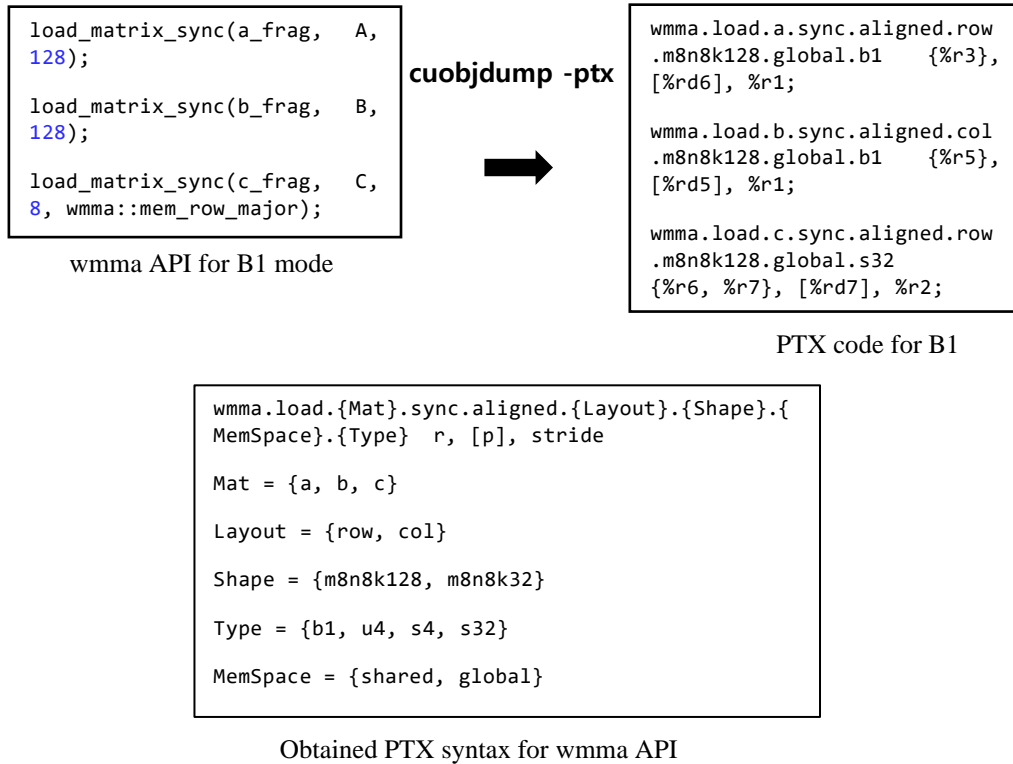 load_matrix_sync(a_frag, A,
128);
load_matrix_sync(b_frag, B,
128);
load_matrix_sync(c_frag, C,
8, wmma::mem_row_major);
wmma API for B1 mode
cuobjdump -ptx
wmma.load.a.sync.aligned.row
.m8n8k128.global.b1 {%r3},
[%rd6], %r1;
wmma.load.b.sync.aligned.col
.m8n8k128.global.b1 {%r5},
[%rd5], %r1;
wmma.load.c.sync.aligned.row
.m8n8k128.global.s32
{%r6, %r7}, [%rd7], %r2;
PTX code for B1
wmma.load.{Mat}.sync.aligned.{Layout}.{Shape}.{
MemSpace}.{Type} r, [p], stride
Mat = {a, b, c}
Layout = {row, col}
Shape = {m8n8k128, m8n8k32}
Type = {b1, u4, s4, s32}
MemSpace = {shared, global}
Obtained PTX syntax for wmma API